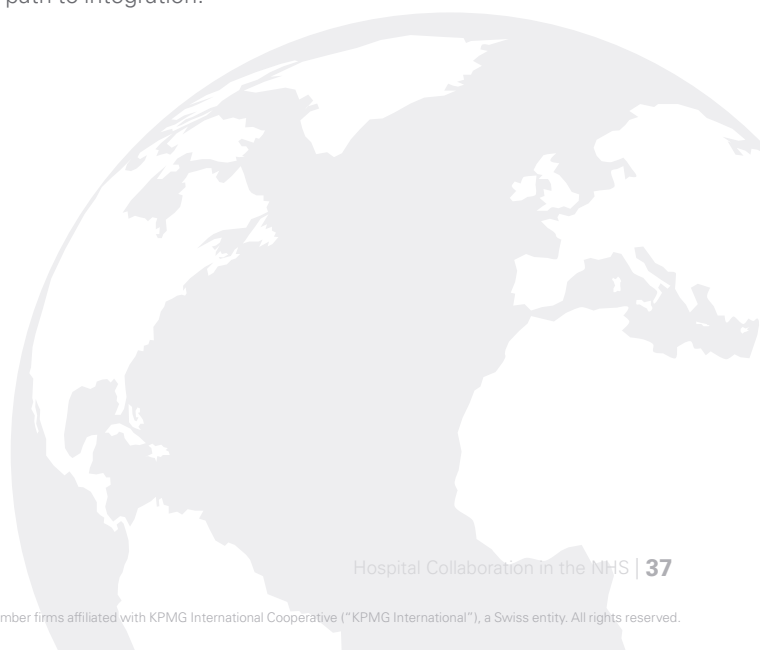 path to integration.
Hospital Collaboration in the NHS | 37
mber firms affiliated with KPMG International Cooperative (“KPMG International”), a Swiss entity. All rights reserved.